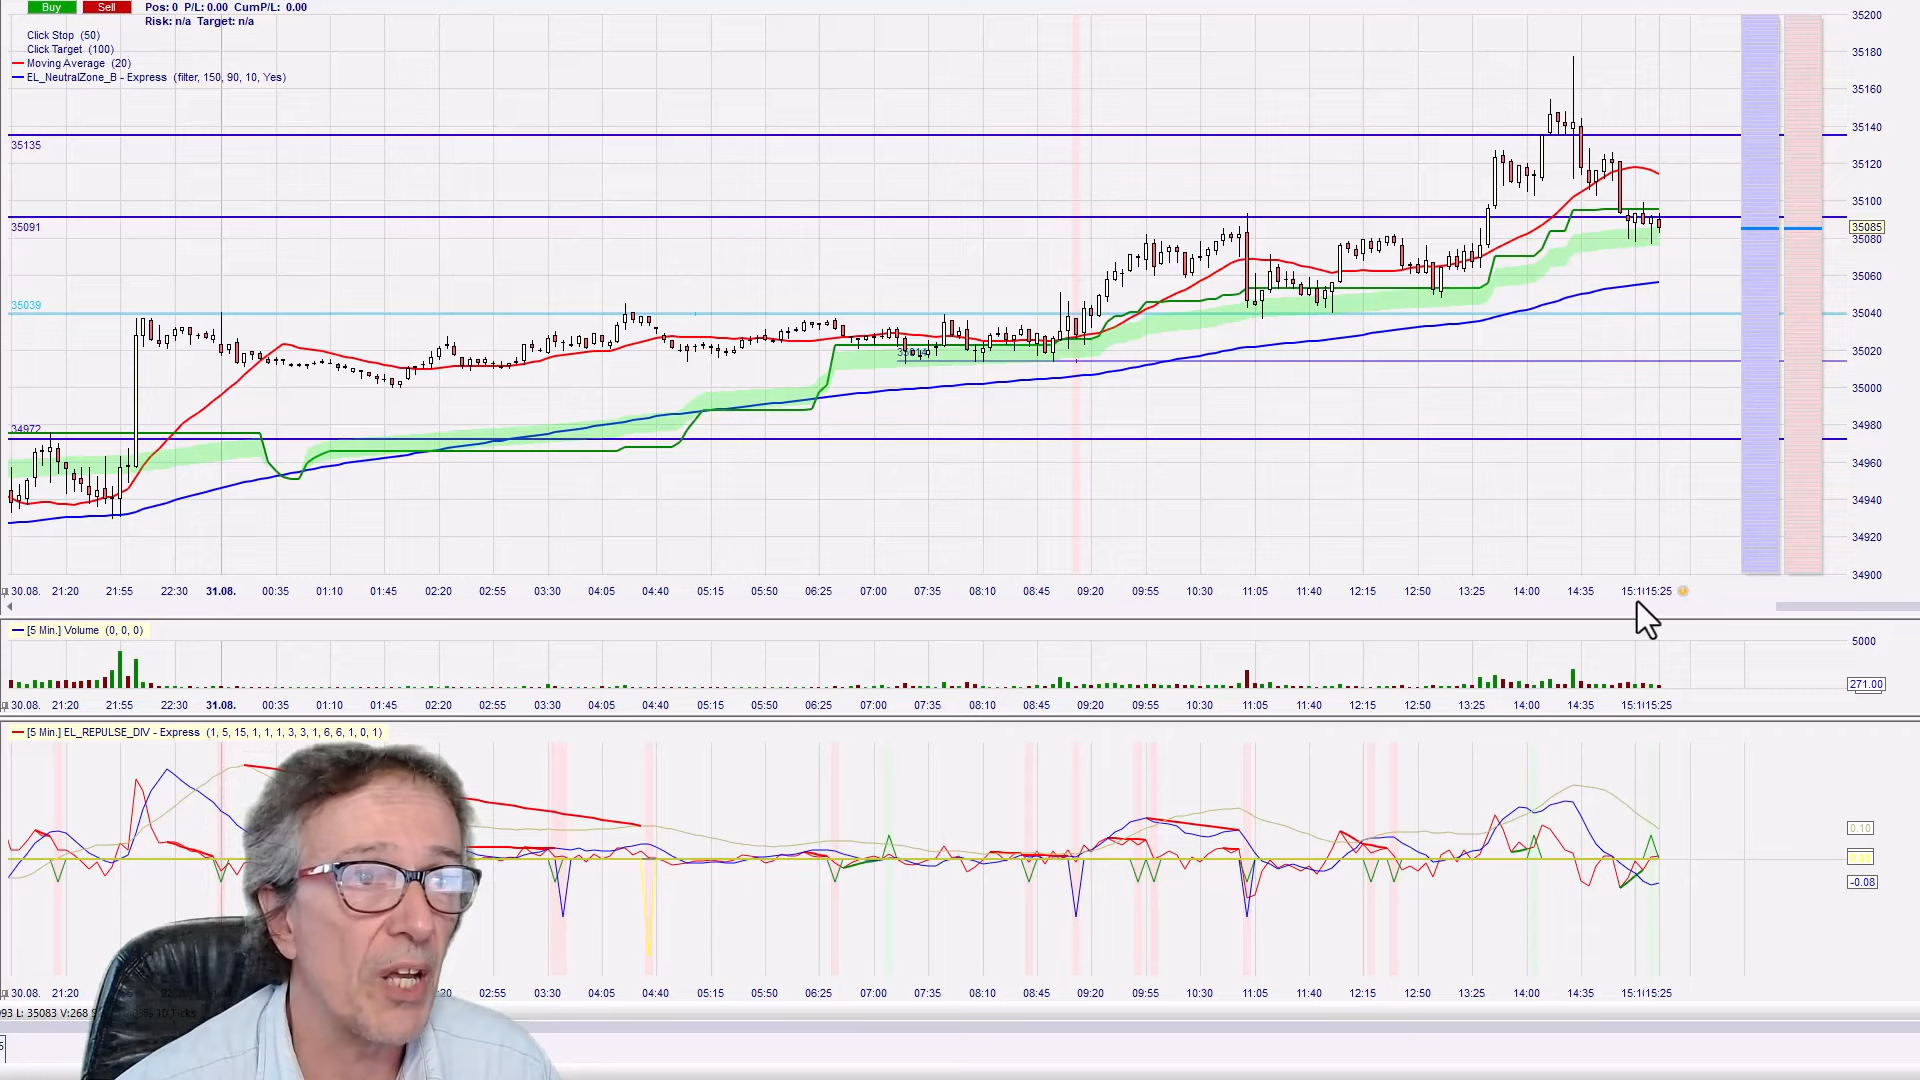 Buy Sell Pos: 0 P/L: 0.00 CumP/L: 0.00
Risk: n/a Target: n/a
Click Stop (50)
Click Target (100)
Moving Average (20)
EL_NeutralZone_B - Express (filter, 150, 90, 10, Yes)
35200
35180
35160
35140
35135
35120
35100
35091
35085
35080
35060
35039
35040
35020
35000
34972
34980
34960
34940
34920
34900
30.08. 21:20 21:55 22:30 31.08. 00:35 01:10 01:45 02:20 02:55 03:30 04:05 04:40 05:15 05:50 06:25 07:00 07:35 08:10 08:45 09:20 09:55 10:30 11:05 11:40 12:15 12:50 13:25 14:00 14:35 15:25
[5 Min.] Volume (0, 0, 0)
5000
271.00
30.08. 21:20 21:55 22:30 31.08. 00:35 01:10 01:45 02:20 02:55 03:30 04:05 04:40 05:15 05:50 06:25 07:00 07:35 08:10 08:45 09:20 09:55 10:30 11:05 11:40 12:15 12:50 13:25 14:00 14:35 15:25
[5 Min.] EL_REPULSE_DIV - Express (1, 5, 15, 1, 1, 1, 3, 3, 1, 6, 6, 1, 0, 1)
0.10
-0.08
30.08. 21:20 02:55 03:30 04:05 04:40 05:15 05:50 06:25 07:00 07:35 08:10 08:45 09:20 09:55 10:30 11:05 11:40 12:15 12:50 13:25 14:00 14:35 15:25
L: 35083 V:268